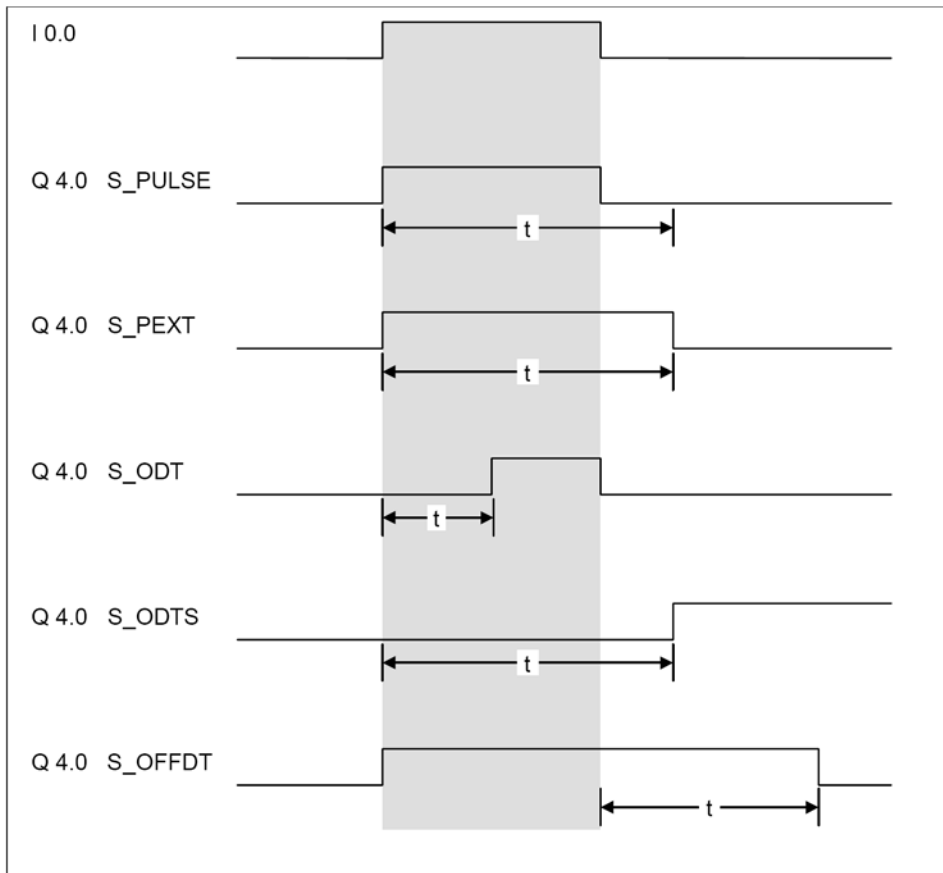 I 0.0
Q 4.0 S_PULSE
t
Q 4.0 S_PEXT
t
Q 4.0 S_ODT
t
Q 4.0 S_ODTS
t
Q 4.0 S_OFFDT
t